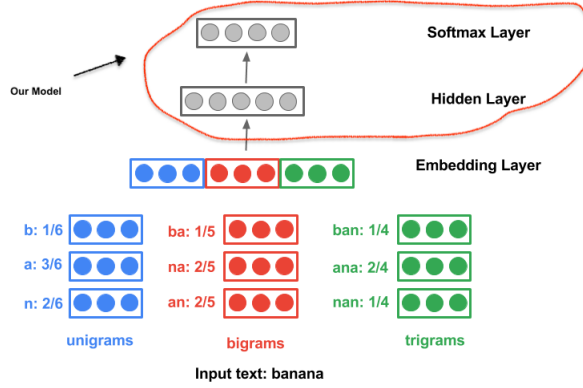 Softmax Layer
Our Model
Hidden Layer
Embedding Layer
b: 1/6
ba: 1/5
ban: 1/4
a: 3/6
na: 2/5
ana: 2/4
n: 2/6
an: 2/5
nan: 1/4
unigrams
bigrams
trigrams
Input text: banana